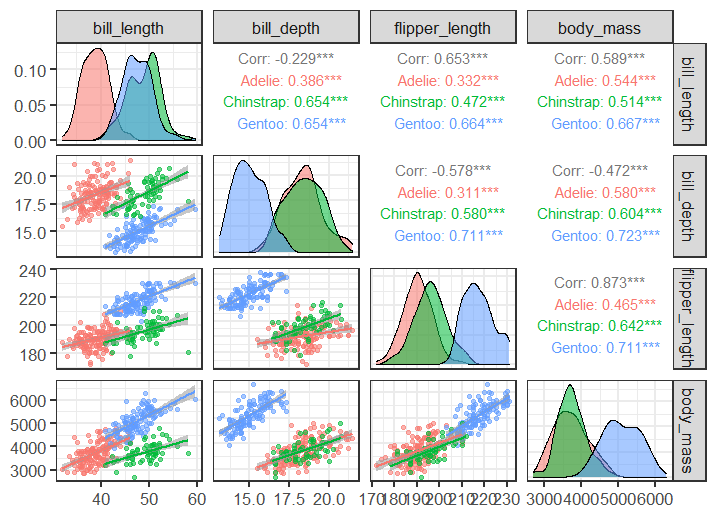 bill_length bill_depth flipper_length body_mass
0.10
0.05
0.00
Corr: -0.229***
Adelie: 0.386***
Chinstrap: 0.654***
Gentoo: 0.654***
Corr: 0.653***
Adelie: 0.332***
Chinstrap: 0.472***
Gentoo: 0.664***
Corr: 0.589***
Adelie: 0.544***
Chinstrap: 0.514***
Gentoo: 0.667***
bill_length
20.0
17.5
15.0
Corr: -0.578***
Adelie: 0.311***
Chinstrap: 0.580***
Gentoo: 0.711***
Corr: -0.472***
Adelie: 0.580***
Chinstrap: 0.604***
Gentoo: 0.723***
bill_depth
240
220
200
180
Corr: 0.873***
Adelie: 0.465***
Chinstrap: 0.642***
Gentoo: 0.711***
flipper_length
6000
5000
4000
3000
body_mass
40 50 60 15.0 17.5 20.0 170 180 190 200 210 220 230 3000 4000 5000 6000